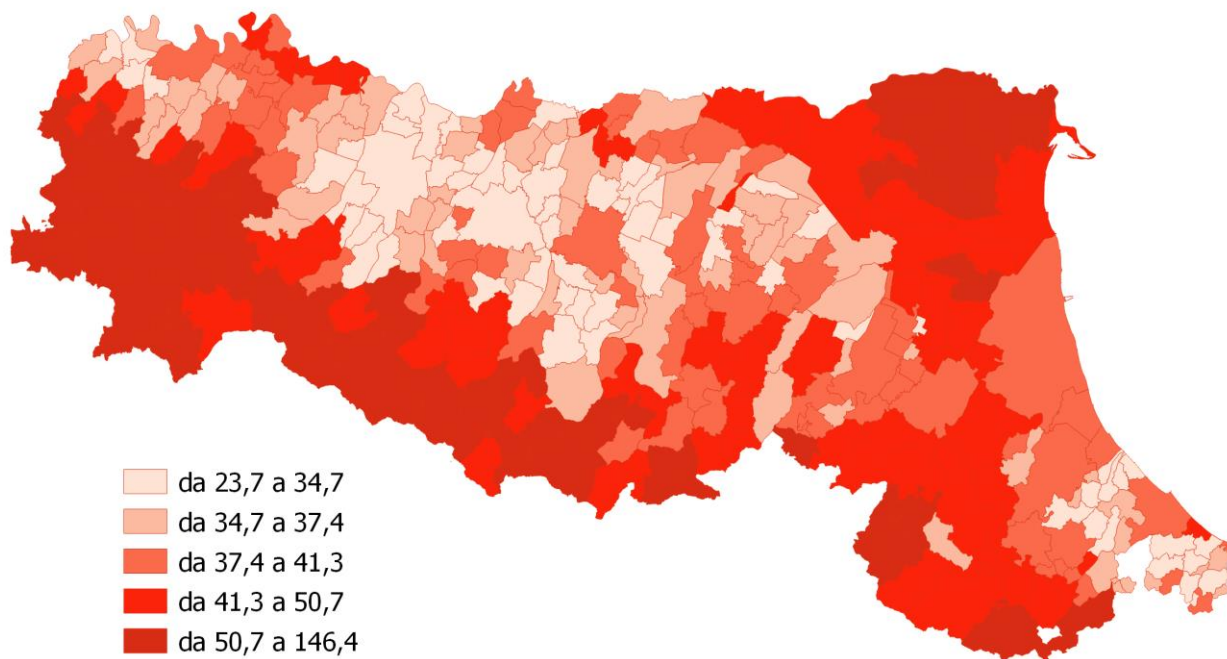 da 23,7 a 34,7
da 34,7 a 37,4
da 37,4 a 41,3
da 41,3 a 50,7
da 50,7 a 146,4